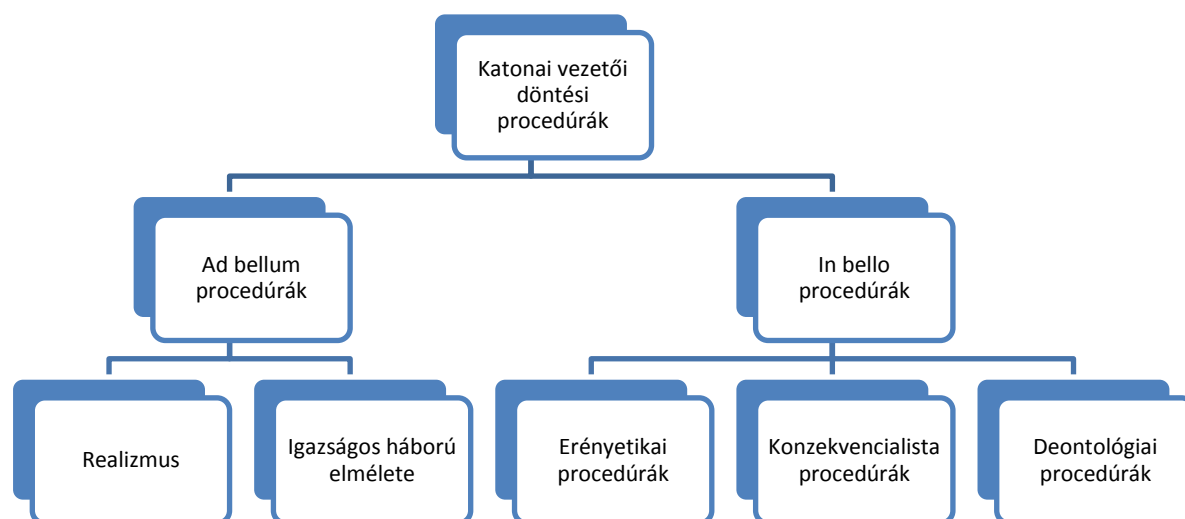 Katonai vezetői
döntési
procedúrák
Ad bellum
procedúrák
In bello
procedúrák
Realizmus
Igazságos háború
elmélete
Erényetikai
procedúrák
Konzekvencialista
procedúrák
Deontológiai
procedúrák